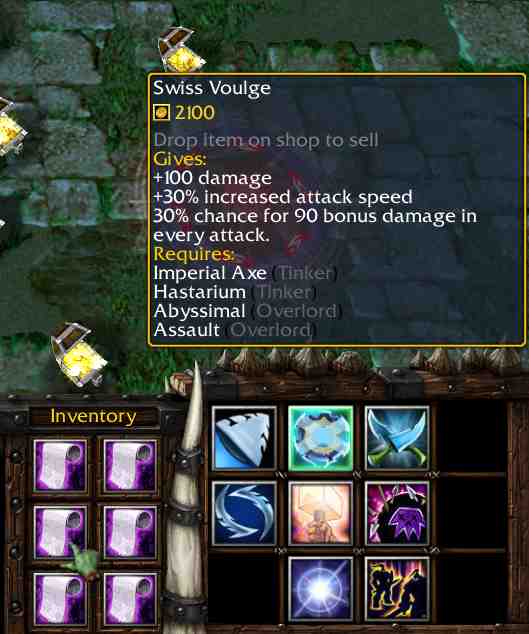 Swiss Voulge
2100
Drop item on shop to sell
Gives:
+100 damage
+30% increased attack speed
30% chance for 90 bonus damage in
every attack.
Requires:
Imperial Axe (Tinker)
Hastarium (Tinker)
Abyssimal (Overlord)
Assault (Overlord)
Inventory